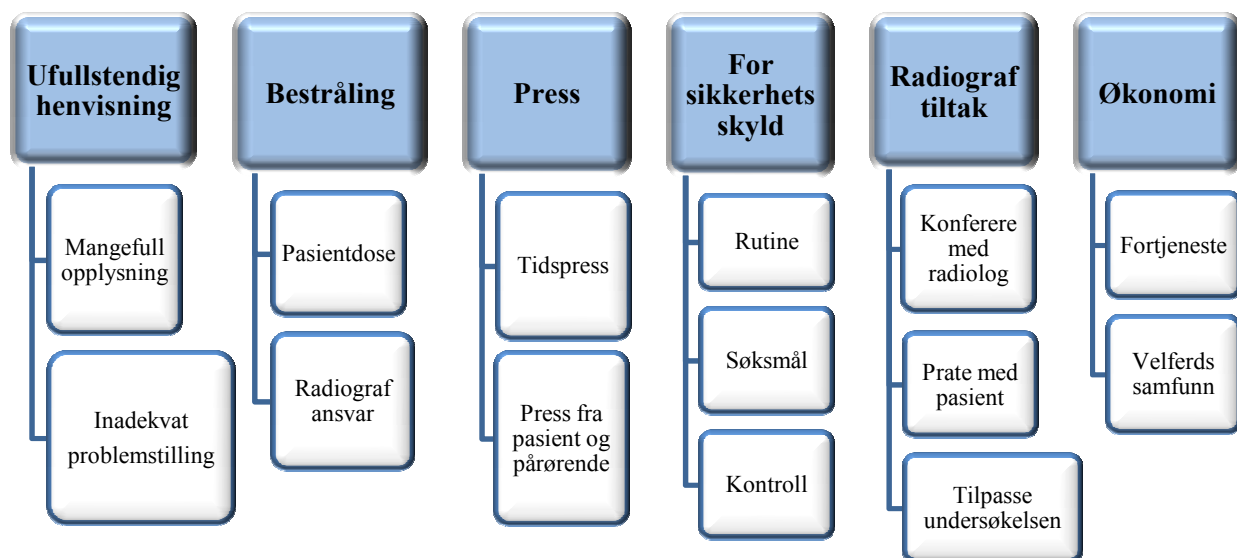 Ufullstendig
henvisning
Mangefull
opplysning
Inadekvat
problemstilling
Bestråling
Pasientdose
Radiograf
ansvar
Press
Tidspress
Press fra
pasient og
pårørende
For
sikkerhets
skyld
Rutine
Søksmål
Kontroll
Radiograf
tiltak
Konferere
med
radiolog
Prate med
pasient
Tilpasse
undersøkelsen
Økonomi
Fortjeneste
Velferds
samfunn